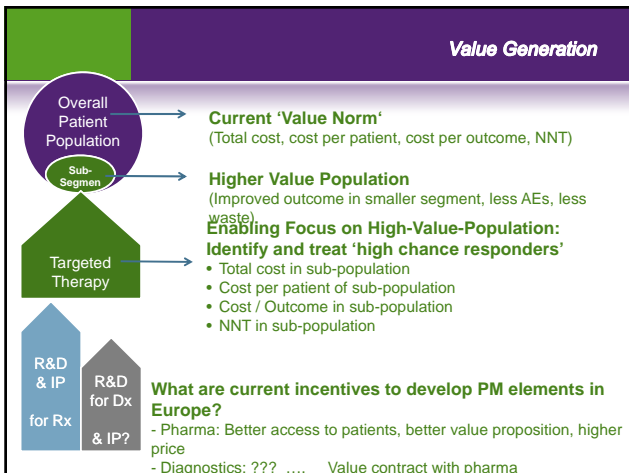 Value Generation
Overall
Patient
Population
Current ‘Value Norm‘
(Total cost, cost per patient, cost per outcome, NNT)
Sub-
Segmen
Higher Value Population
(Improved outcome in smaller segment, less AEs, less
waste)
Enabling Focus on High-Value-Population:
Identify and treat ‘high chance responders’
Targeted
Therapy
• Total cost in sub-population
• Cost per patient of sub-population
• Cost / Outcome in sub-population
• NNT in sub-population
R&D
& IP
for Rx
R&D
for Dx
& IP?
What are current incentives to develop PM elements in
Europe?
- Pharma: Better access to patients, better value proposition, higher
price
- Diagnostics: ??? …. Value contract with pharma